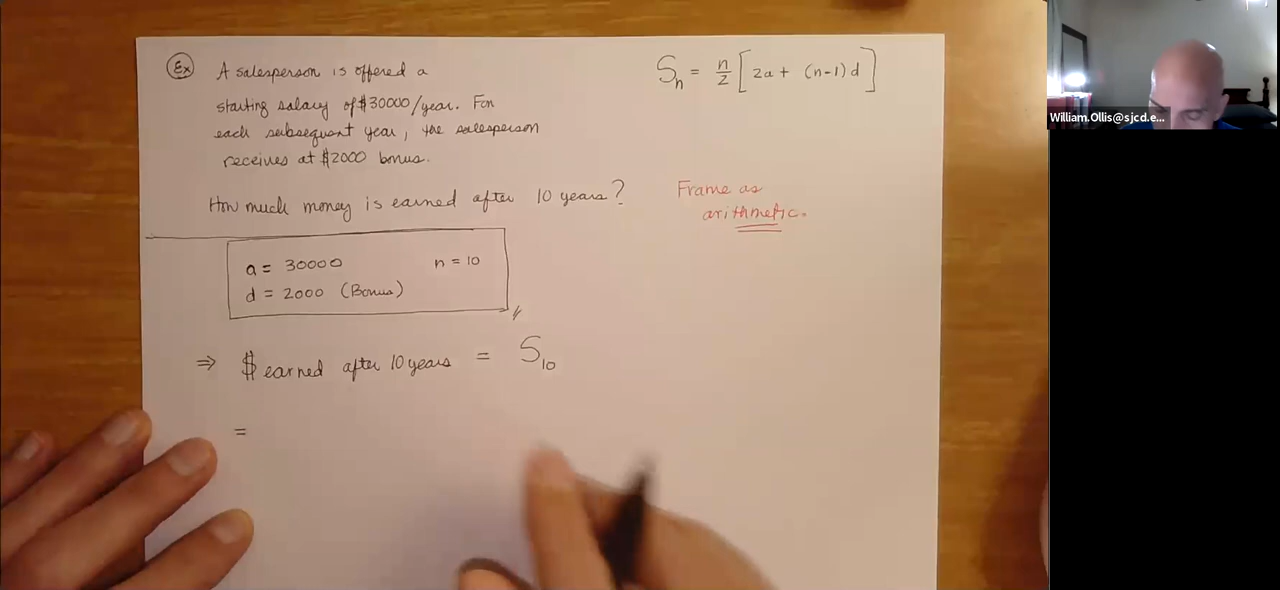 Ex A salesperson is offered a
starting salary of $30000/year. For
each subsequent year, the salesperson
receives at $2000 bonus.
How much money is earned after 10 years?
S_n = n/2 [2a + (n-1)d]
Frame as
arithmetic.
a = 30000 n = 10
d = 2000 (Bonus)
⇒ $ earned after 10 years = S_10
=
William.Ollis@sjcd.e...